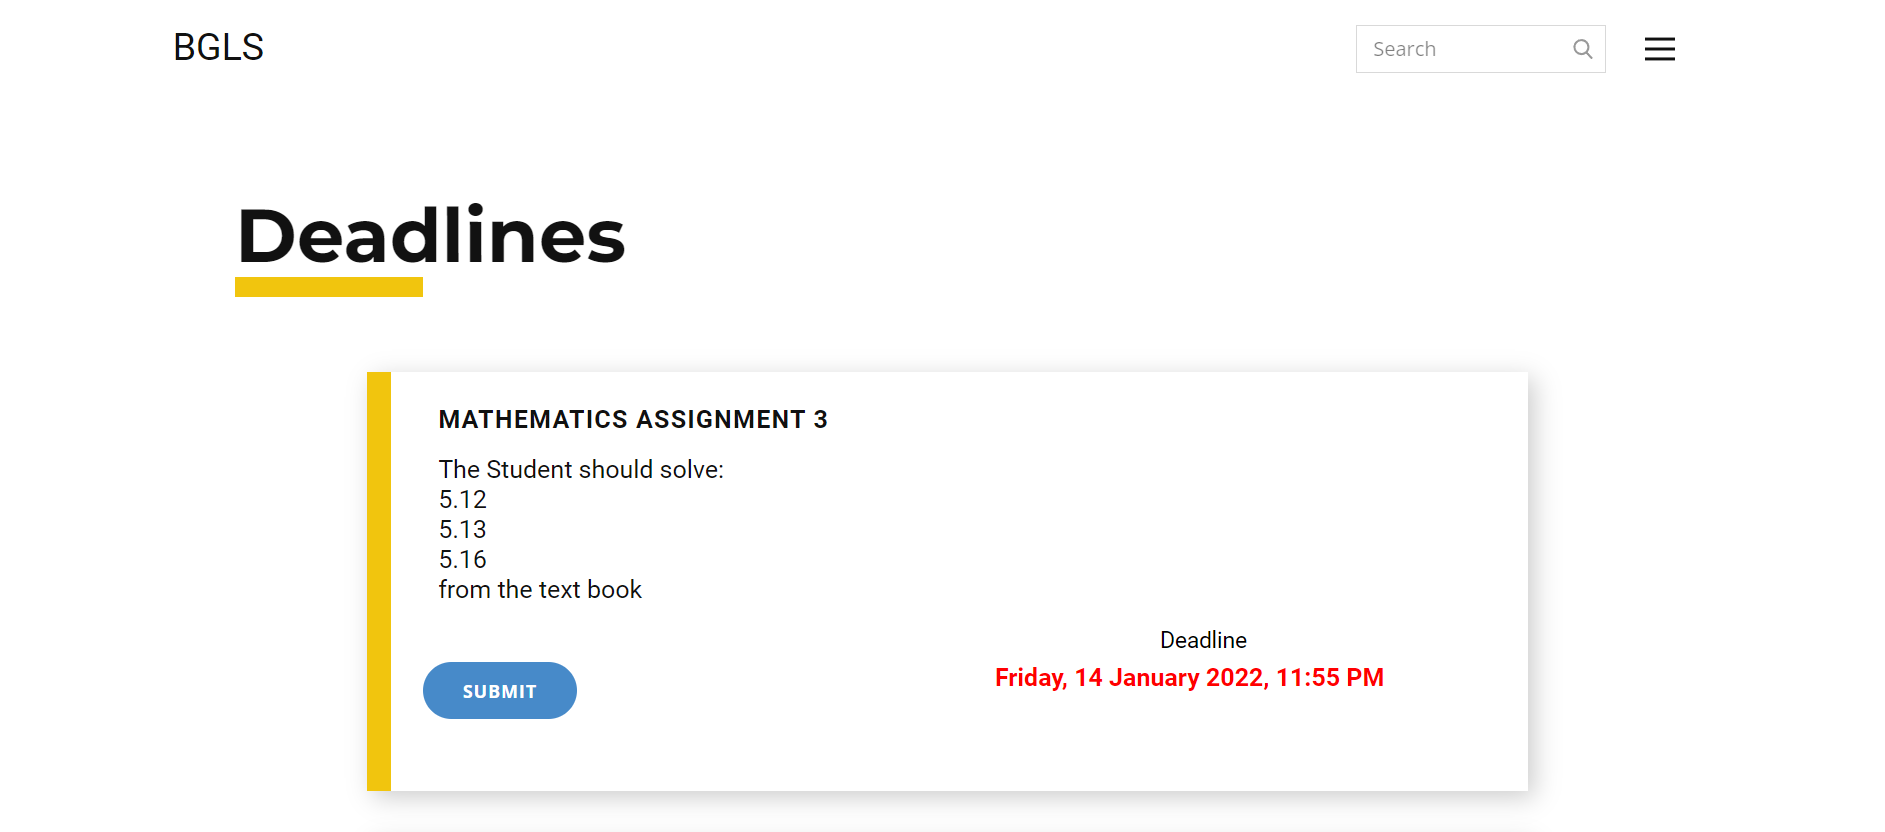 BGLS
Search
Deadlines
MATHEMATICS ASSIGNMENT 3
The Student should solve:
5.12
5.13
5.16
from the text book
Deadline
Friday, 14 January 2022, 11:55 PM
SUBMIT